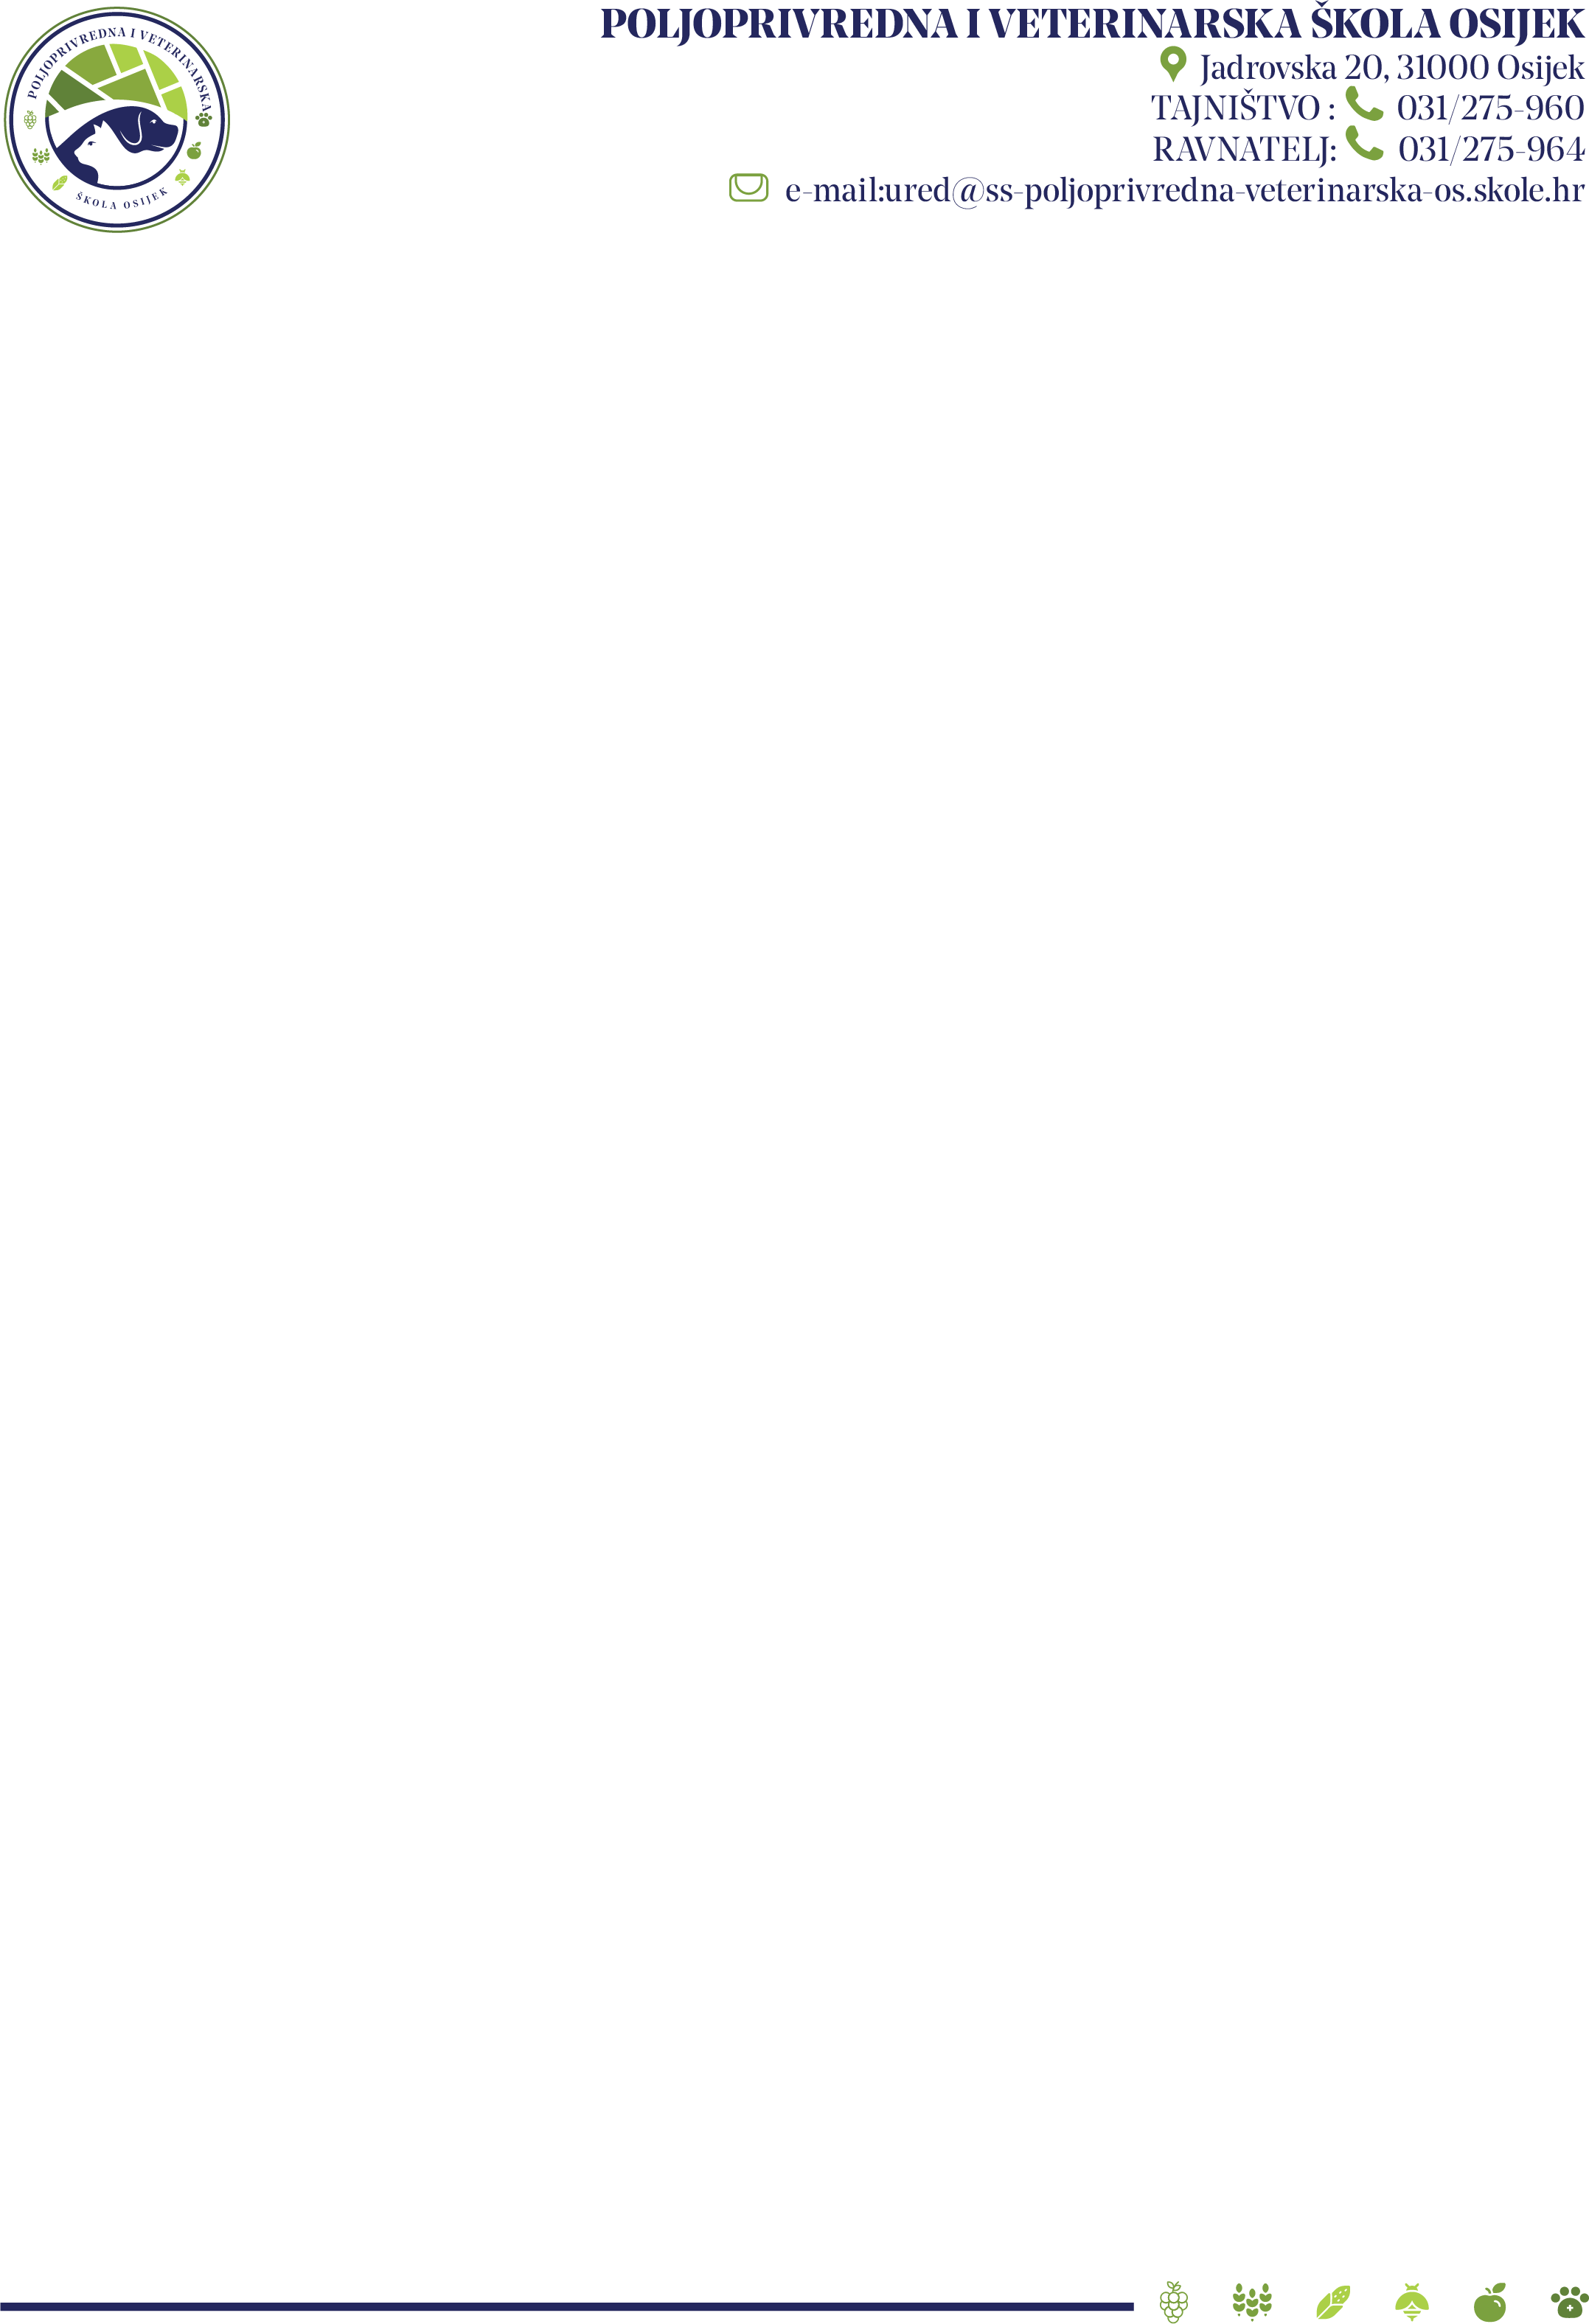 POLJOPRIVREDNA I VETERINARSKA
ŠKOLA OSIJEK
POLJOPRIVREDNA I VETERINARSKA ŠKOLA OSIJEK
Jadrovska 20, 31000 Osijek
TAJNIŠTVO : 031/275-960
RAVNATELJ: 031/275-964
e-mail:ured@ss-poljoprivredna-veterinarska-os.skole.hr